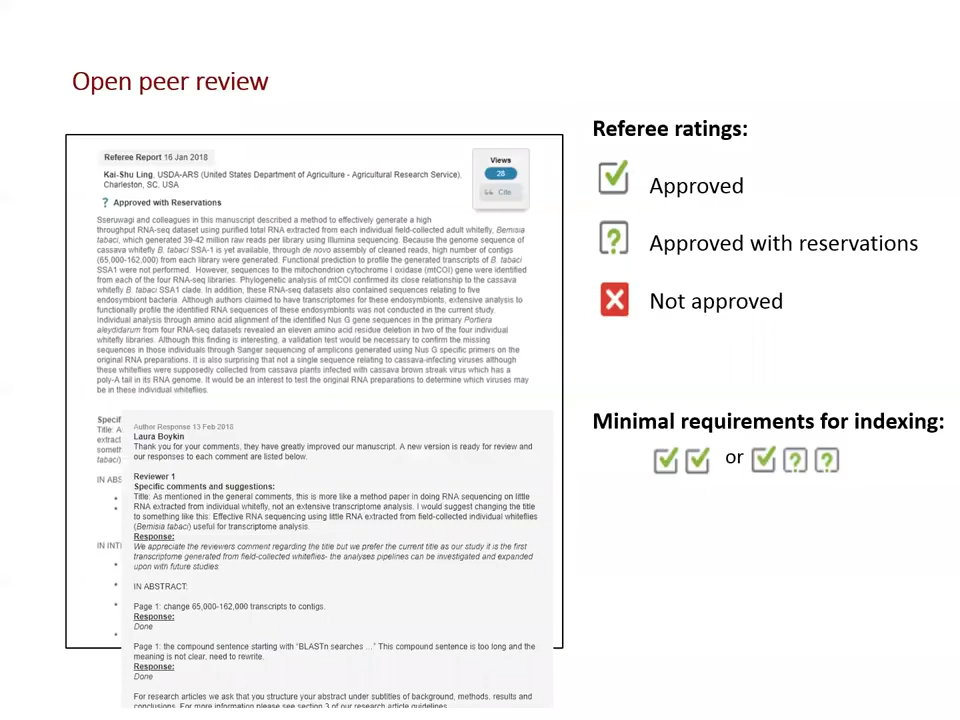 Open peer review
Referee Report 16 Jan 2018
Kai-Shu Ling, USDA-ARS (United States Department of Agriculture - Agricultural Research Service),
Charleston, SC, USA
Views
28
Cite
? Approved with Reservations
Sseruwagi and colleagues in this manuscript described a method to effectively generate a high
throughput RNA-seq dataset using purified total RNA extracted from each individual field-collected adult whitefly, Bemisia
tabaci, which generated 39-42 million raw reads per library using Illumina sequencing. Because the genome sequence of
cassava whitefly B. tabaci SSA-1 is yet available, through de novo assembly of cleaned reads, high number of contigs
(65,000-162,000) from each library were generated. Functional prediction to profile the generated transcripts of B. tabaci
SSA1 were not performed. However, sequences to the mitochondrion cytochrome I oxidase (mtCOI) gene were identified
from each of the four RNA-seq libraries. Phylogenetic analysis of mtCOI confirmed its close relationship to the cassava
whitefly B. tabaci SSA1 clade. In addition, these RNA-seq datasets also contained sequences relating to five
endosymbiont bacteria. Although authors claimed to have transcriptomes for these endosymbionts, extensive analysis to
functionally profile the identified RNA sequences of these endosymbionts was not conducted in the current study.
Individual analysis through amino acid alignment of the identified Nus G gene sequences in the primary Portiera
aleydidarum from four RNA-seq datasets revealed an eleven amino acid residue deletion in two of the four individual
whitefly libraries. Although this finding is interesting, a validation test would be necessary to confirm the missing
sequences in those individuals through Sanger sequencing of amplicons generated using Nus G specific primers on the
original RNA preparations. It is also surprising that not a single sequence relating to cassava-infecting viruses although
these whiteflies were supposedly collected from cassava plants infected with cassava brown streak virus which has a
poly-A tail in its RNA genome. It would be an interest to test the original RNA preparations to determine which viruses may
be in these individual whiteflies.
Specif
Title: A
extract
someth
tabaci)
IN ABS
IN INT
Author Response 13 Feb 2018
Laura Boykin
Thank you for your comments, they have greatly improved our manuscript. A new version is ready for review and
our responses to each comment are listed below.
Reviewer 1
Specific comments and suggestions:
Title: As mentioned in the general comments, this is more like a method paper in doing RNA sequencing on little
RNA extracted from individual whitefly, not an extensive transcriptome analysis. I would suggest changing the title
to something like this: Effective RNA sequencing using little RNA extracted from field-collected individual whiteflies
(Bemisia tabaci) useful for transcriptome analysis.
Response:
We appreciate the reviewers comment regarding the title but we prefer the current title as our study it is the first
transcriptome generated from field-collected whiteflies- the analyses pipelines can be investigated and expanded
upon with future studies.
IN ABSTRACT:
Page 1: change 65,000-162,000 transcripts to contigs.
Response:
Done
Page 1: the compound sentence starting with "BLASTn searches ..." This compound sentence is too long and the
meaning is not clear, need to rewrite.
Response:
Done
For research articles we ask that you structure your abstract under subtitles of background, methods, results and
conclusions. For more information please see section 3 of our research article guidelines.
Referee ratings:
Approved
Approved with reservations
Not approved
Minimal requirements for indexing:
or